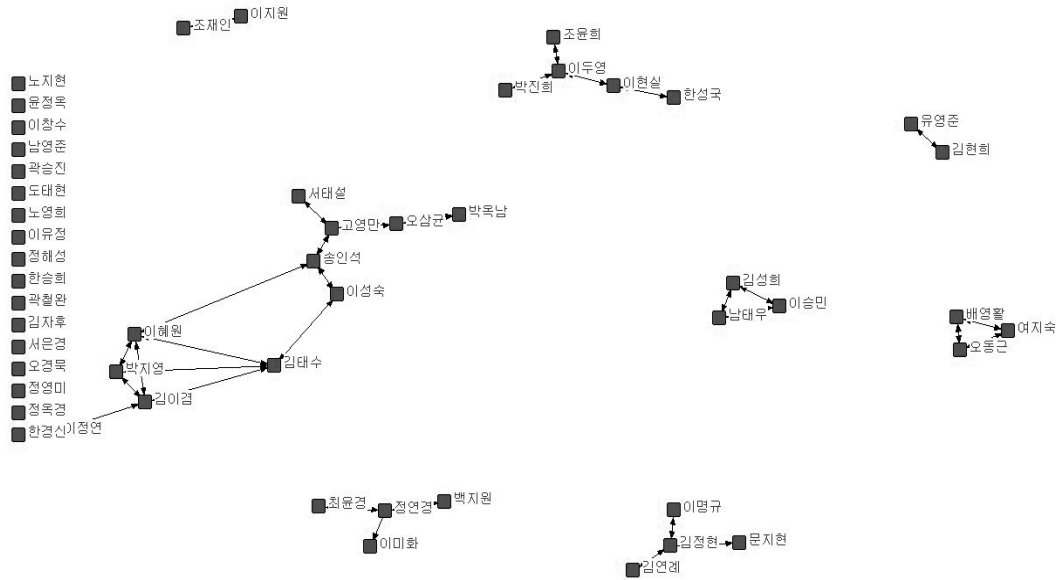 조재인
이지원
조윤희
이두영
박진희
이현실
한성국
노지현
윤정옥
이창수
남영준
곽승진
도태현
노영희
이유정
정해성
한승희
곽철완
김자후
서은경
오경묵
정영미
정옥경
한경신
이정연
유영준
김현희
서태설
고영만
오삼균
박옥남
송인석
이성숙
이혜원
박지영
김태수
김이겸
김성희
남태우
이승민
배영활
여지숙
오동근
최윤경
정연경
백지원
이미화
이명규
김정현
문지현
김연례